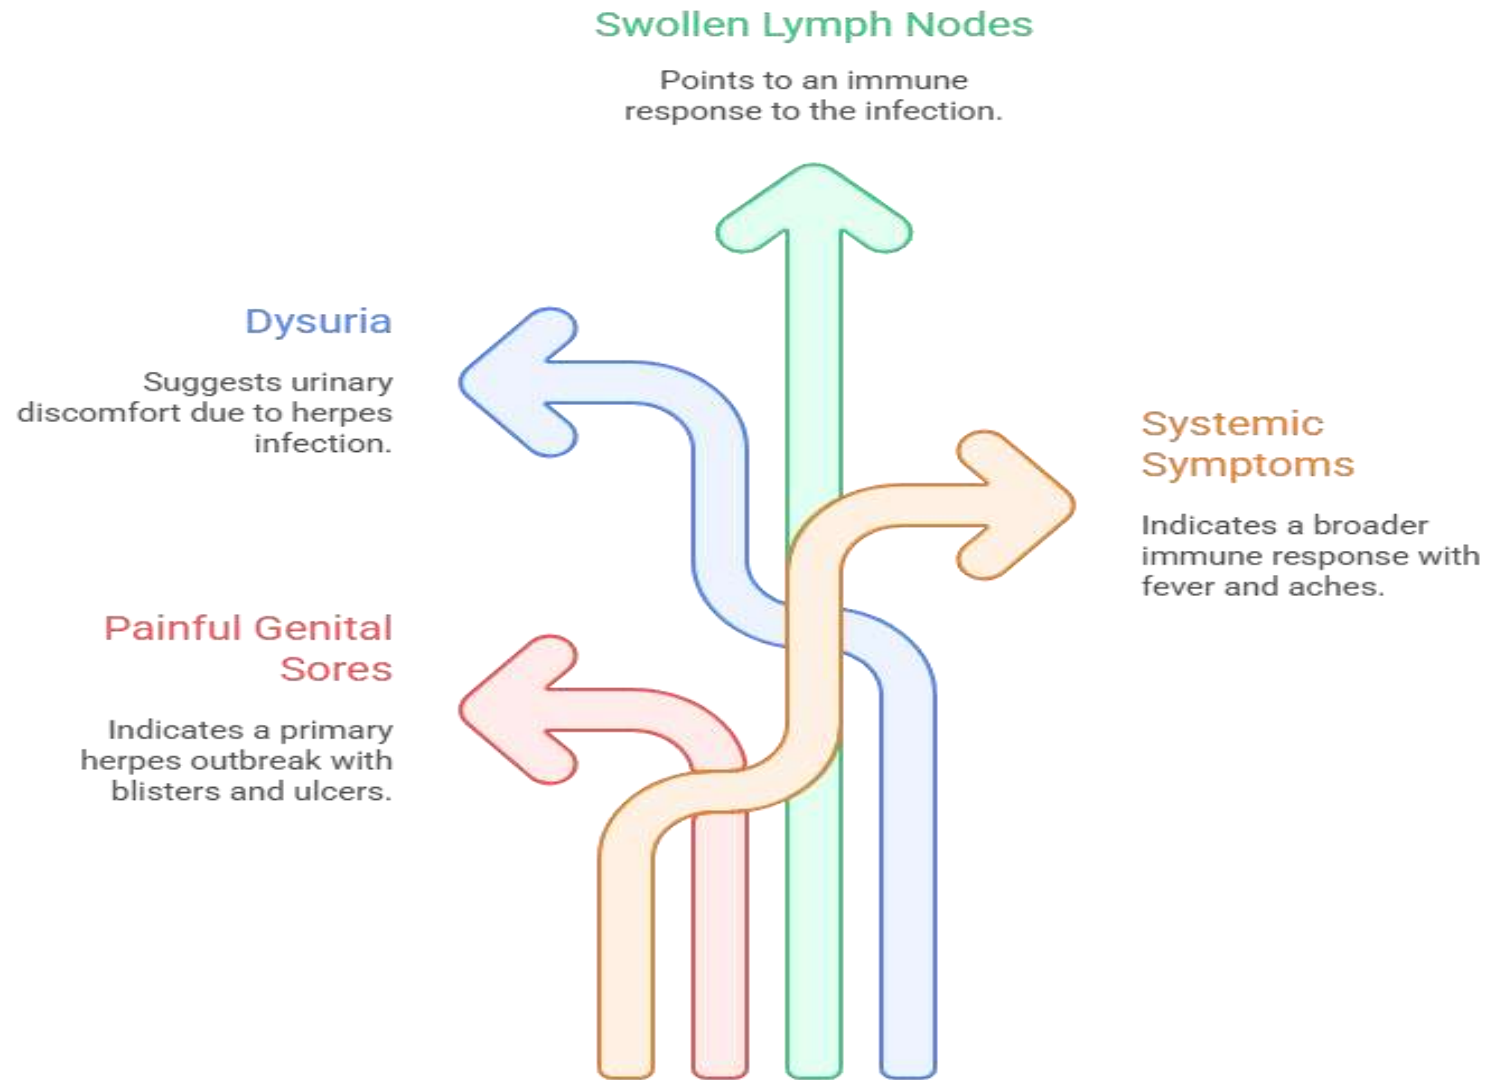 Swollen Lymph Nodes
Points to an immune
response to the infection.
Dysuria
Suggests urinary
discomfort due to herpes
infection.
Systemic
Symptoms
Indicates a broader
immune response with
fever and aches.
Painful Genital
Sores
Indicates a primary
herpes outbreak with
blisters and ulcers.